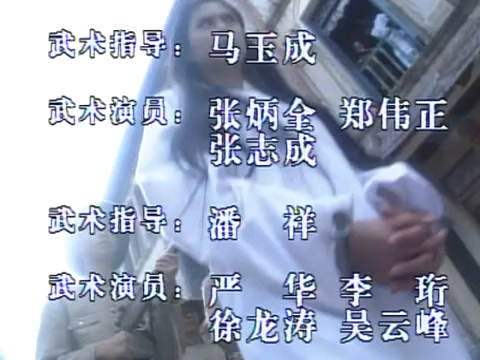 武术指导：马玉成
武术演员：张炳全 郑伟正
张志成
武术指导：潘 祥
武术演员：严 华 李 珩
徐龙涛 吴云峰